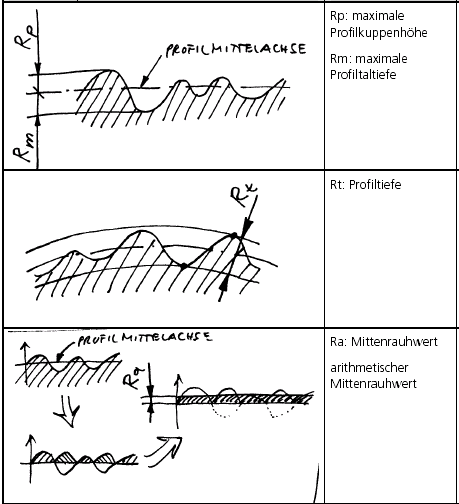 Rp
PROFILMITTELACHSE
Rm
Rp: maximale
Profilkuppenhöhe
Rm: maximale
Profiltaltiefe
Rt
Rt: Profiltiefe
PROFILMITTELACHSE
Ra
Ra: Mittenrauhwert
arithmetischer
Mittenrauhwert